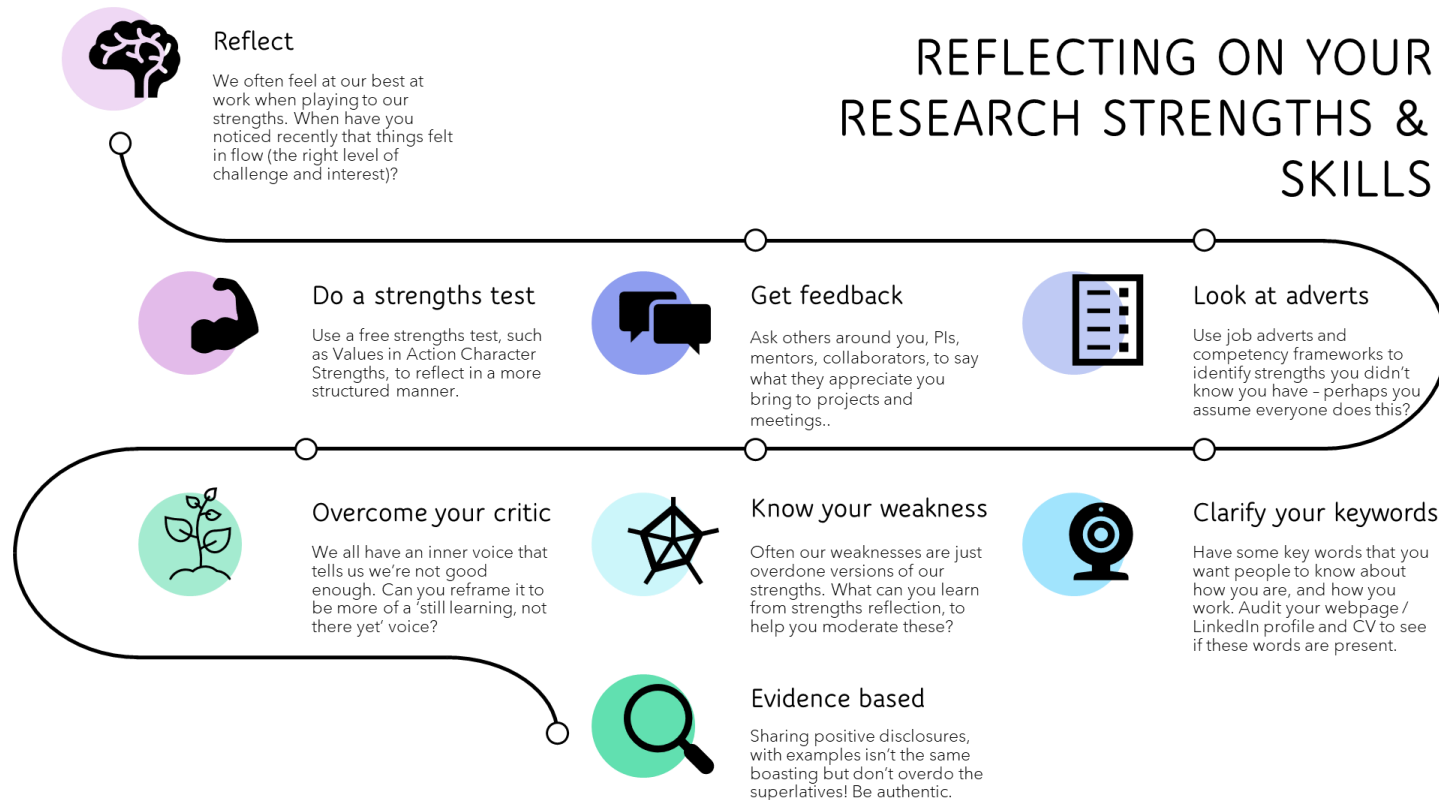 Reflect
We often feel at our best at
work when playing to our
strengths. When have you
noticed recently that things felt
in flow (the right level of
challenge and interest)?
REFLECTING ON YOUR
RESEARCH STRENGTHS &
SKILLS
Do a strengths test
Use a free strengths test, such
as Values in Action Character
Strengths, to reflect in a more
structured manner.
Get feedback
Ask others around you, PIs,
mentors, collaborators, to say
what they appreciate you
bring to projects and
meetings..
Look at adverts
Use job adverts and
competency frameworks to
identify strengths you didn't
know you have – perhaps you
assume everyone does this?
Overcome your critic
We all have an inner voice that
tells us we're not good
enough. Can you reframe it to
be more of a 'still learning, not
there yet' voice?
Know your weakness
Often our weaknesses are just
overdone versions of our
strengths. What can you learn
from strengths reflection, to
help you moderate these?
Clarify your keywords
Have some key words that you
want people to know about
how you are, and how you
work. Audit your webpage /
LinkedIn profile and CV to see
if these words are present.
Evidence based
Sharing positive disclosures,
with examples isn't the same
boasting but don't overdo the
superlatives! Be authentic.